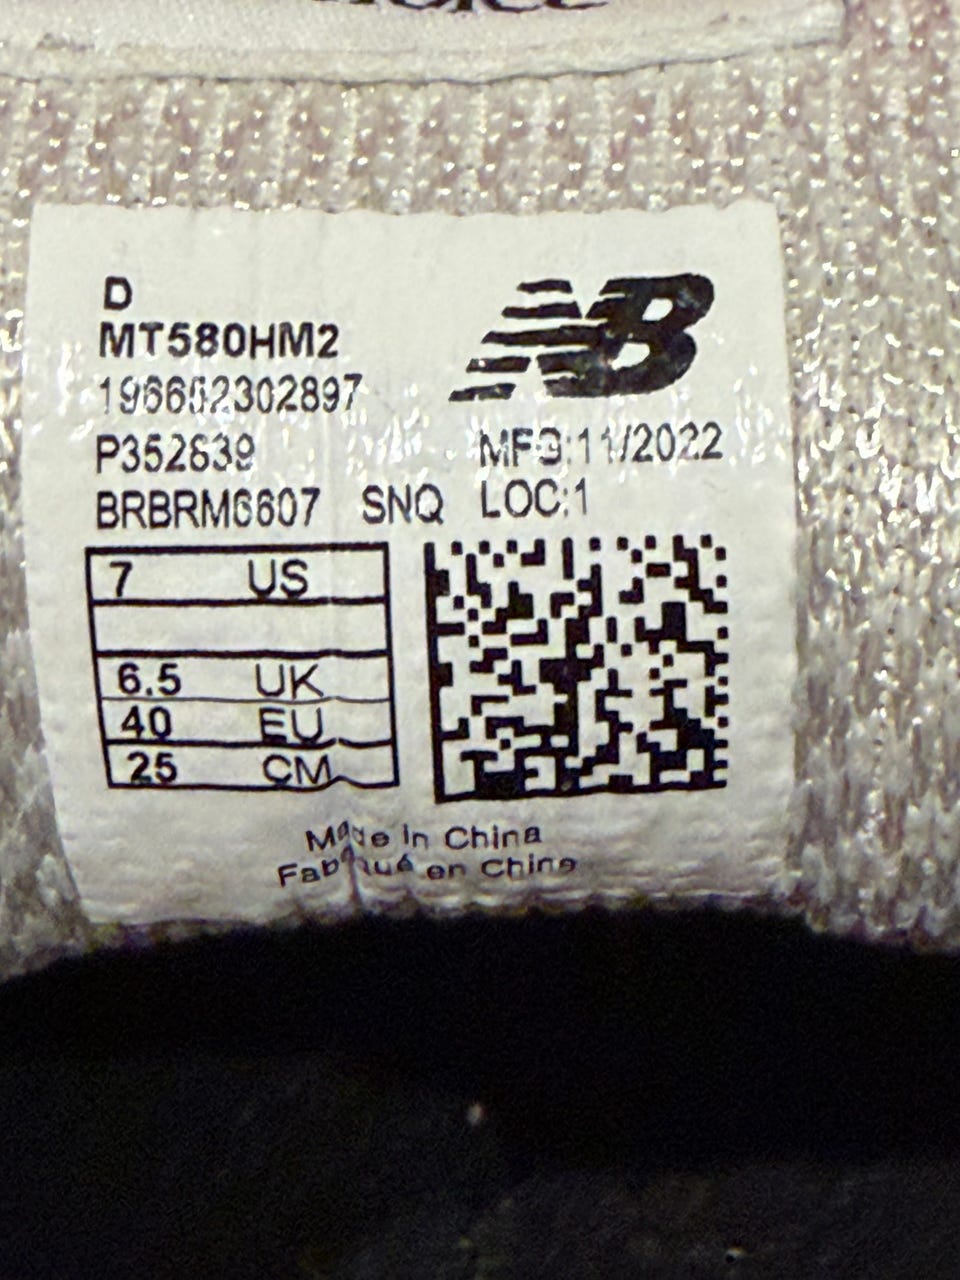 D
MT580HM2
196652302897
P352639 MFG:11/2022
BRBRM6607 SNQ LOC:1
NB
7 US
6.5 UK
40 EU
25 CM
Made in China
Fabriqué en Chine